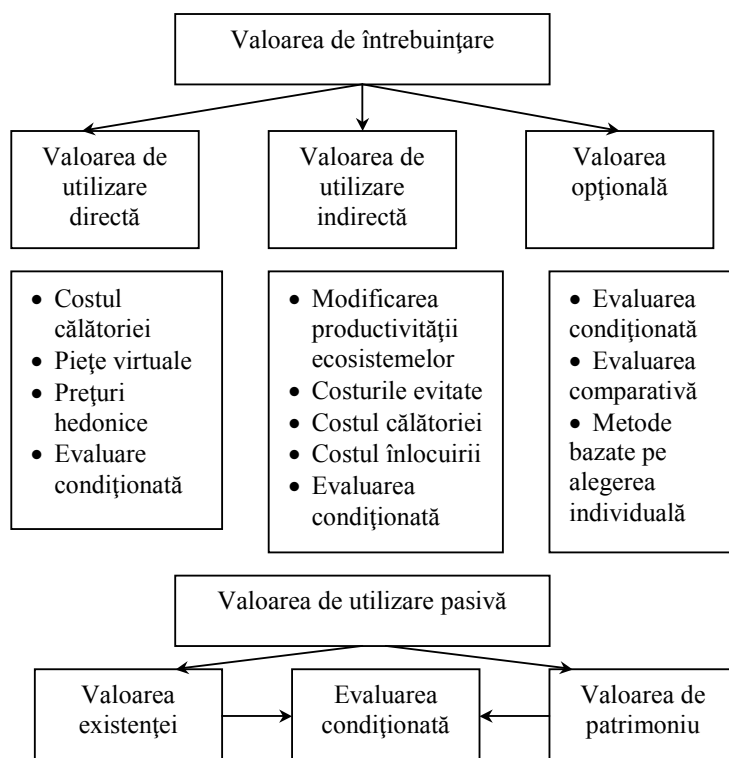 Valoarea de întrebuinţare
Valoarea de
utilizare
directă
Valoarea de
utilizare
indirectă
Valoarea
opţională
• Costul
călătoriei
• Pieţe virtuale
• Preţuri
hedonice
• Evaluare
condiţionată
• Modificarea
productivităţii
ecosistemelor
• Costurile evitate
• Costul călătoriei
• Costul înlocuirii
• Evaluarea
condiţionată
• Evaluarea
condiţionată
• Evaluarea
comparativă
• Metode
bazate pe
alegerea
individuală
Valoarea de utilizare pasivă
Valoarea
existenţei
Evaluarea
condiţionată
Valoarea de
patrimoniu